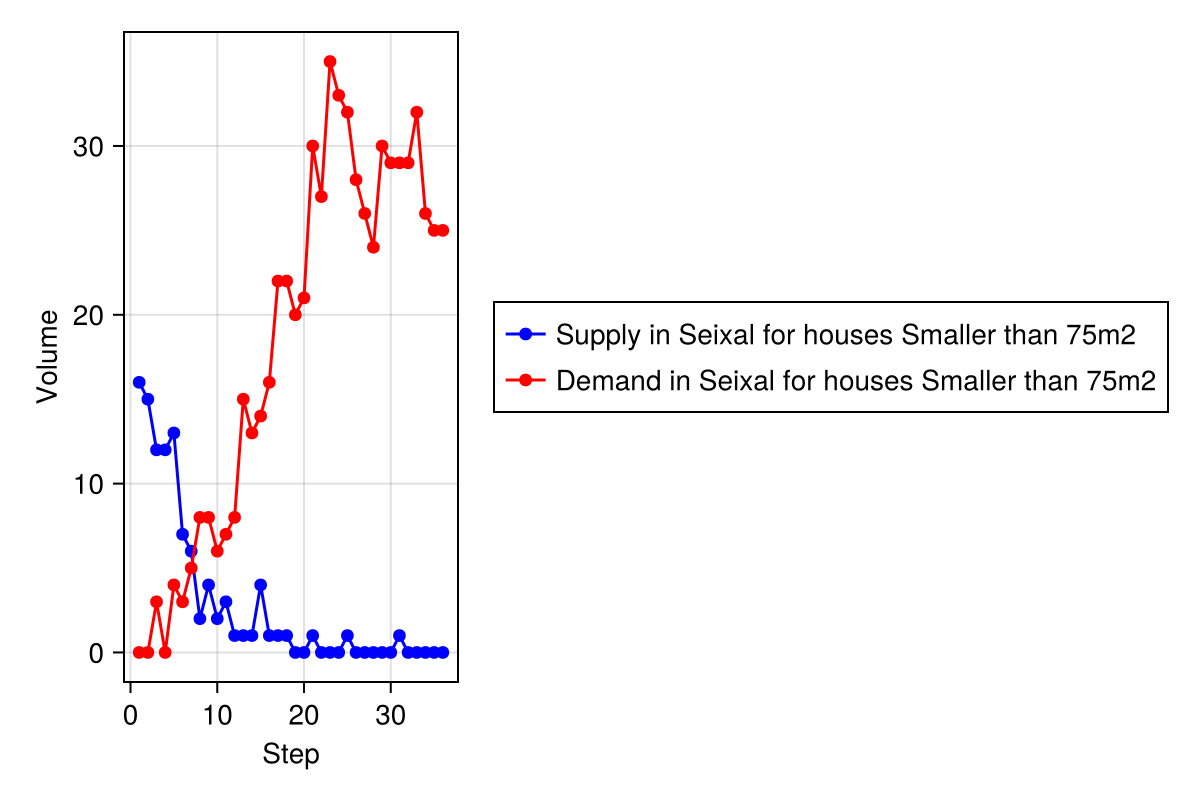 Volume
30
20
10
0
0 10 20 30
Step
Supply in Seixal for houses Smaller than 75m2
Demand in Seixal for houses Smaller than 75m2